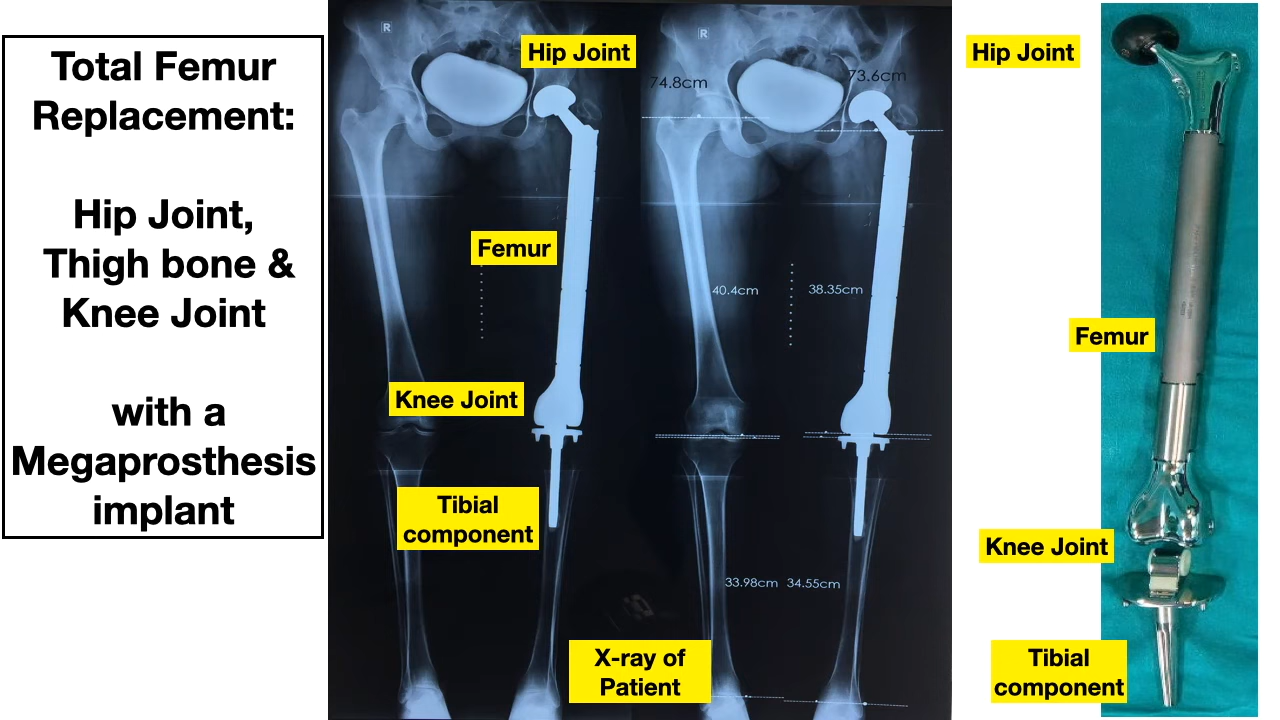 Total Femur
Replacement:
Hip Joint,
Thigh bone &
Knee Joint
with a
Megaprosthesis
implant
R
Hip Joint
Femur
Knee Joint
Tibial
component
X-ray of
Patient
R
74.8cm
73.6cm
40.4cm
38.35cm
33.98cm
34.55cm
Hip Joint
Femur
Knee Joint
Tibial
component